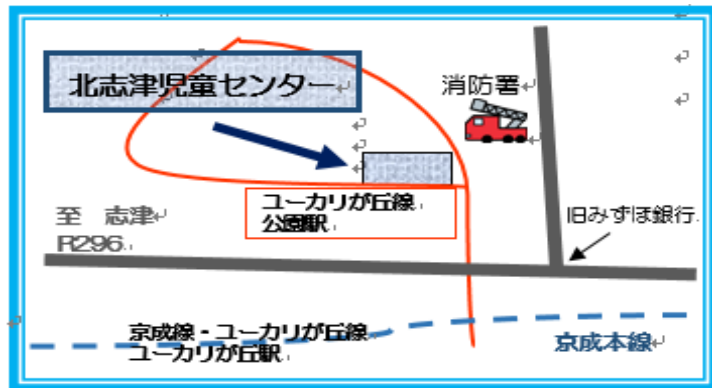 北志津児童センター
消防署
ユーカリが丘線
公園駅
至　志津
R296
旧みずほ銀行
京成線・ユーカリが丘線
ユーカリが丘駅
京成本線